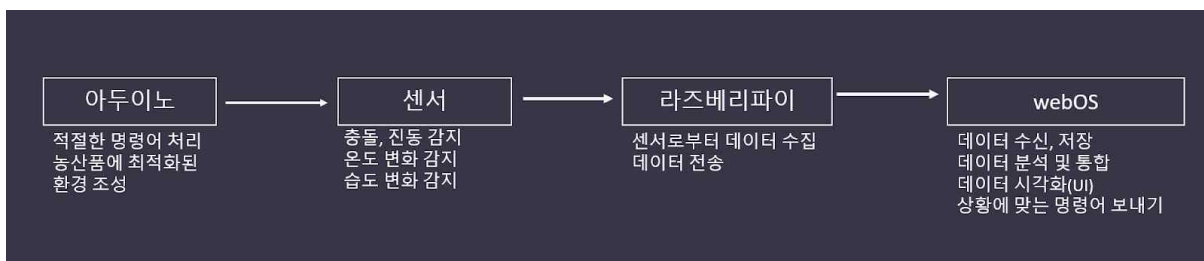 아두이노
적절한 명령어 처리
농산품에 최적화된
환경 조성
센서
충돌, 진동 감지
온도 변화 감지
습도 변화 감지
라즈베리파이
센서로부터 데이터 수집
데이터 전송
webOS
데이터 수신, 저장
데이터 분석 및 통합
데이터 시각화(UI)
상황에 맞는 명령어 보내기